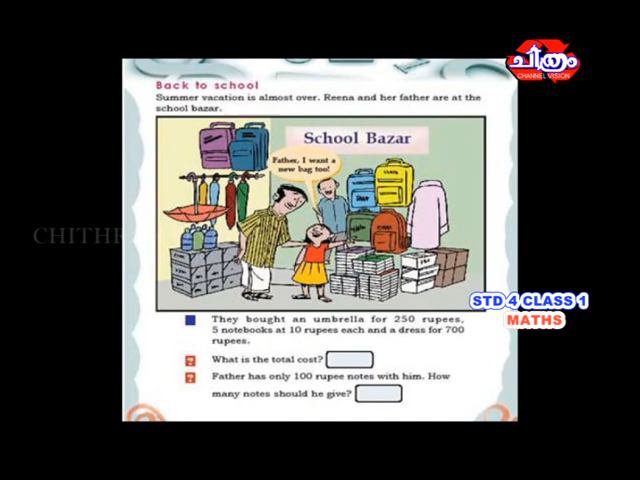 ചിത്രം
CHANNEL VISION
Back to school
Summer vacation is almost over. Reena and her father are at the
school bazar.
School Bazar
Father, I want a
new bag too!
CHITHR
STD 4 CLASS 1
MATHS
They bought an umbrella for 250 rupees,
5 notebooks at 10 rupees each and a dress for 700
rupees.
? What is the total cost?
? Father has only 100 rupee notes with him. How
many notes should he give?